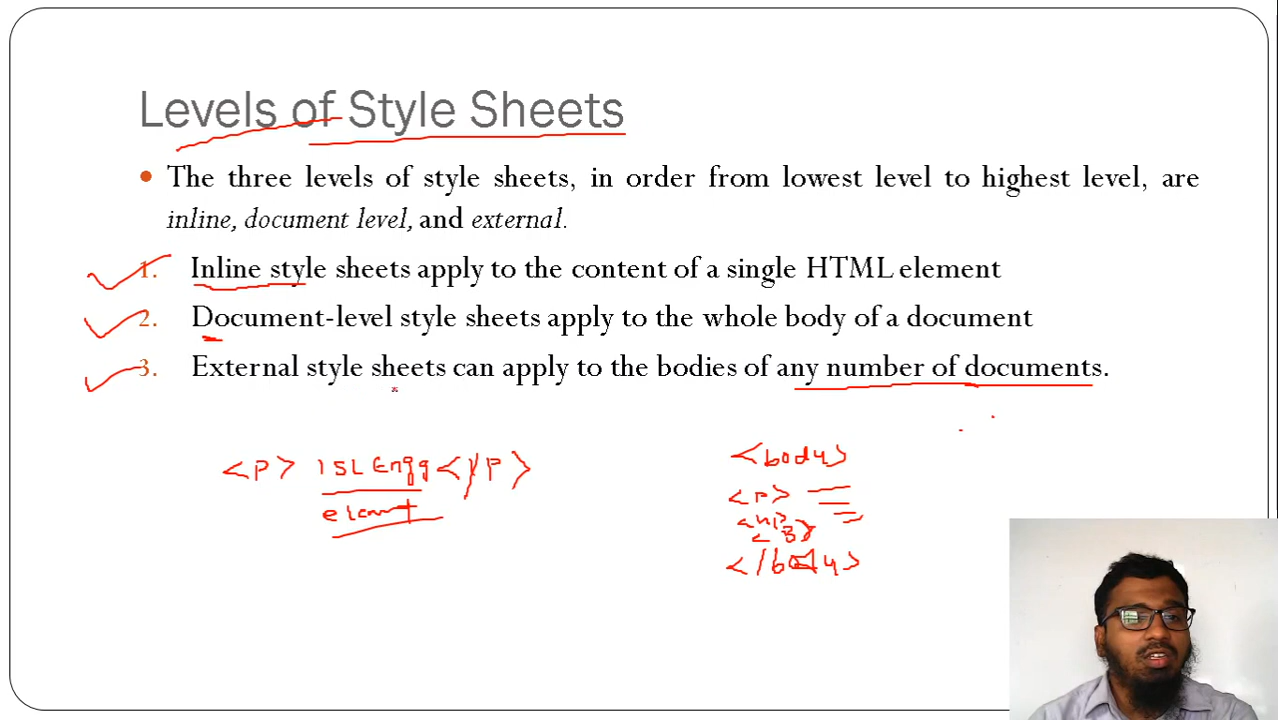 Levels of Style Sheets
• The three levels of style sheets, in order from lowest level to highest level, are
inline, document level, and external.
1. Inline style sheets apply to the content of a single HTML element
2. Document-level style sheets apply to the whole body of a document
3. External style sheets can apply to the bodies of any number of documents.
<P> ISL Engg </P>
<body>
<P>
</body>